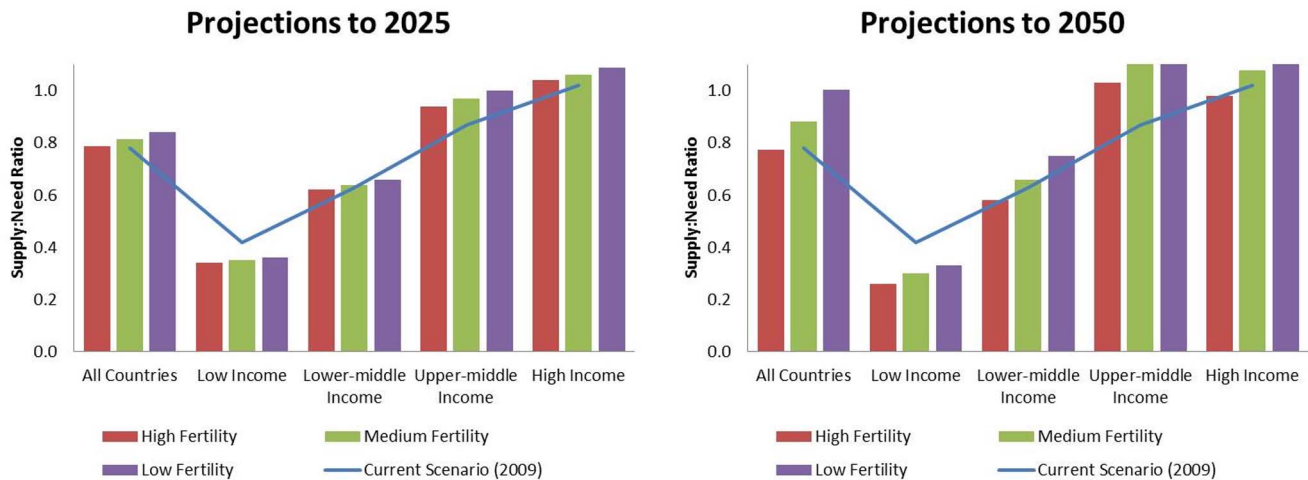 Projections to 2025
Supply:Need Ratio
1.0
0.8
0.6
0.4
0.2
0.0
All Countries
Low Income
Lower-middle
Income
Upper-middle
Income
High Income
High Fertility
Medium Fertility
Low Fertility
Current Scenario (2009)
Projections to 2050
Supply:Need Ratio
1.0
0.8
0.6
0.4
0.2
0.0
All Countries
Low Income
Lower-middle
Income
Upper-middle
Income
High Income
High Fertility
Medium Fertility
Low Fertility
Current Scenario (2009)